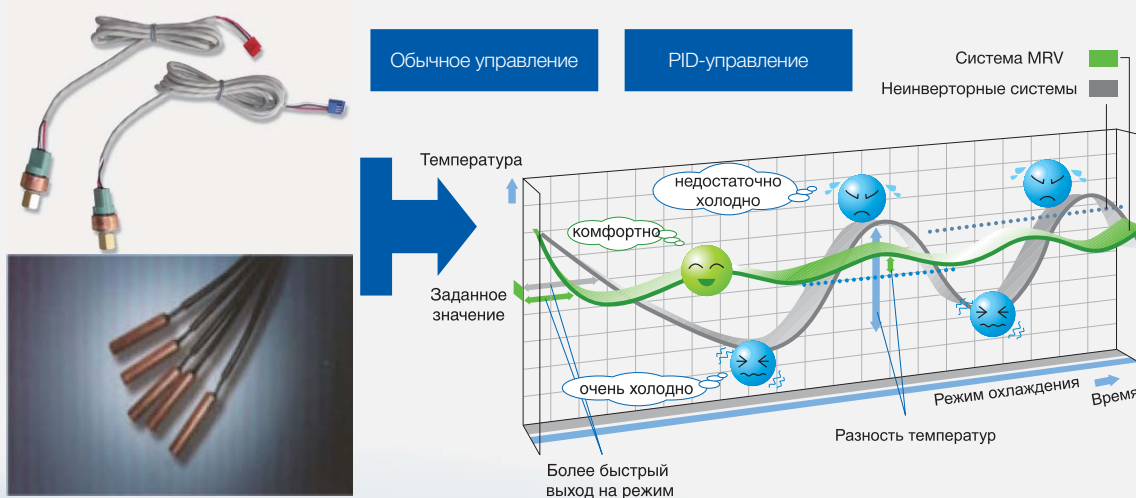 Обычное управление
PID-управление
Система MRV
Неинверторные системы
Температура
недостаточно
холодно
комфортно
Заданное
значение
очень холодно
Режим охлаждения
Время
Разность температур
Более быстрый
выход на режим